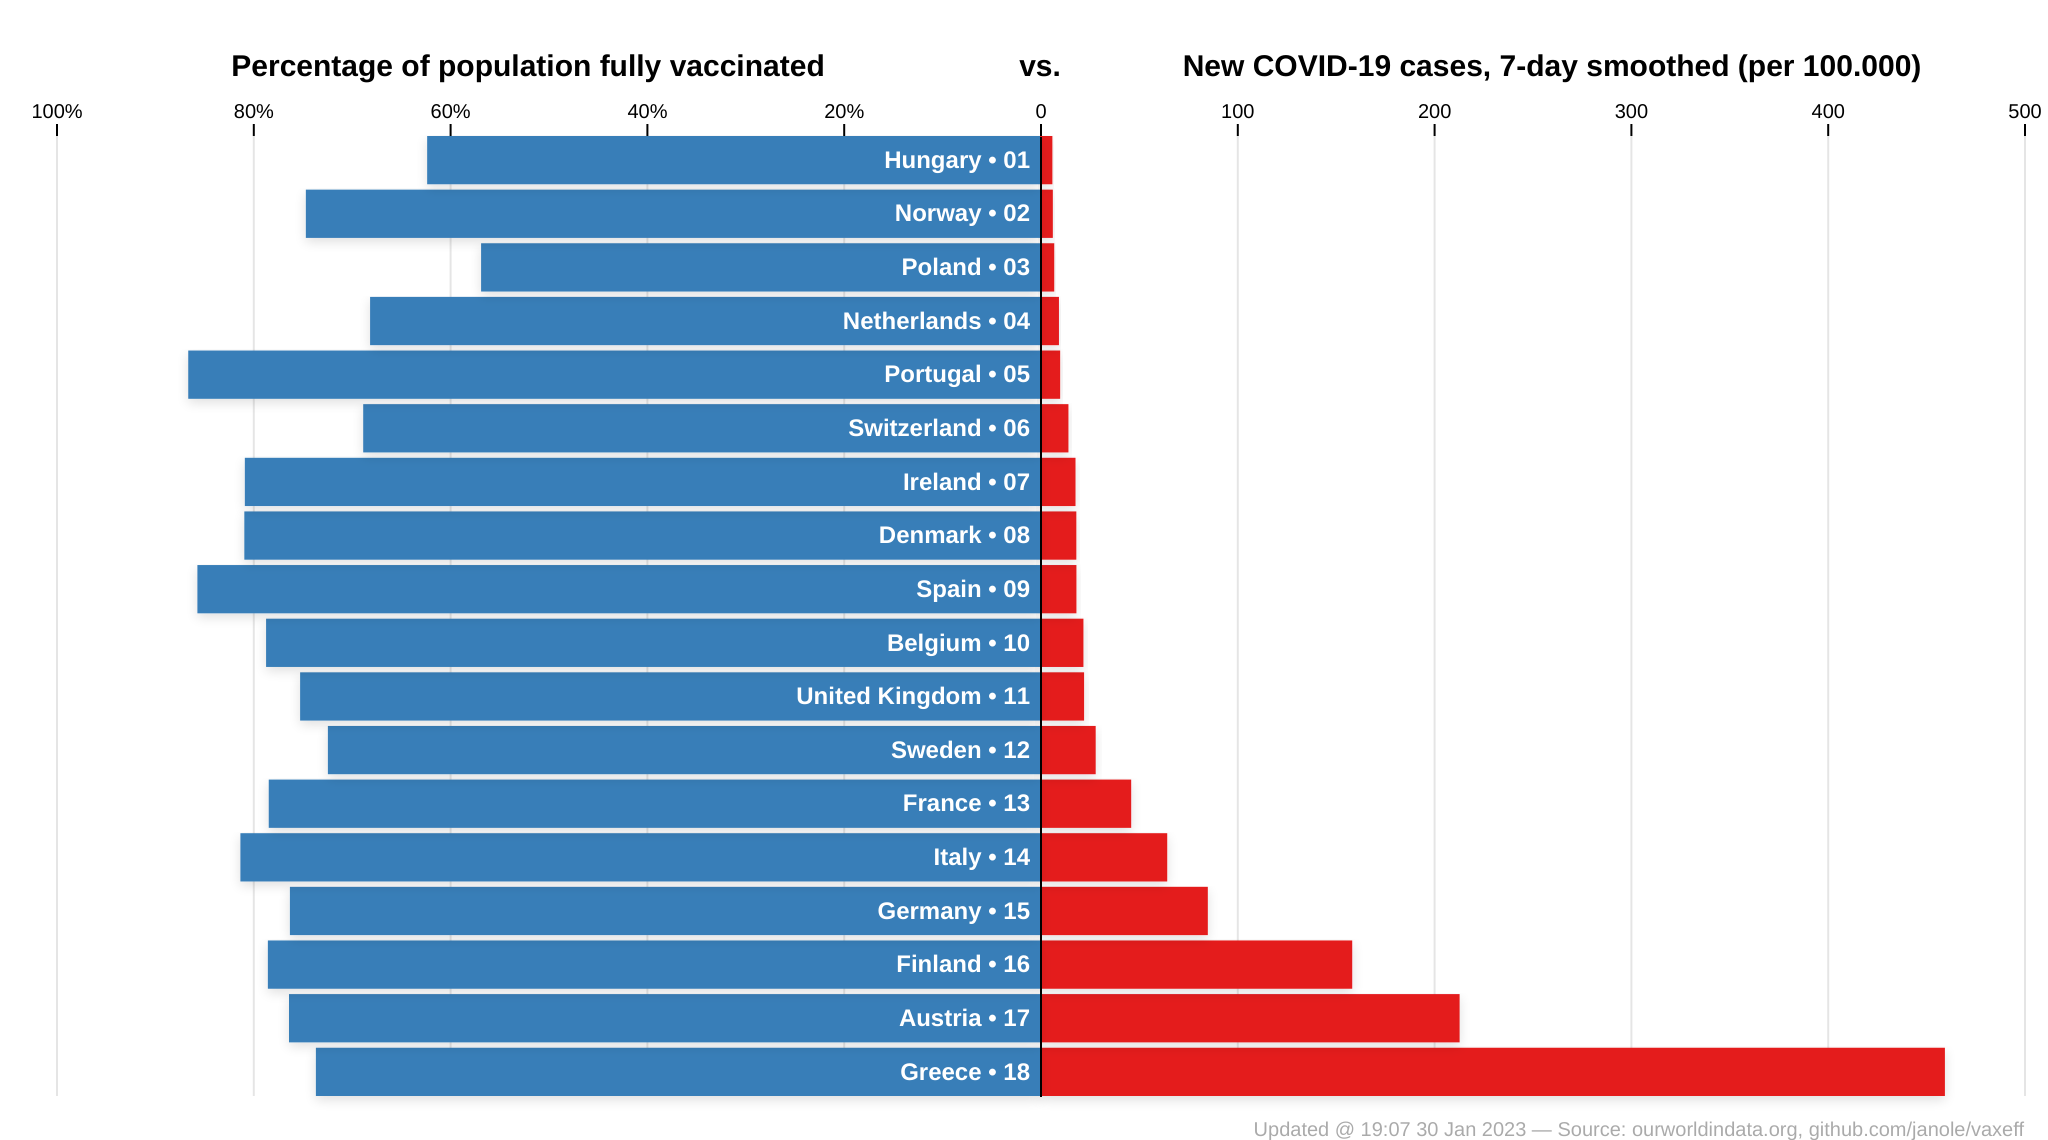 Percentage of population fully vaccinated vs. New COVID-19 cases, 7-day smoothed (per 100.000)
100% 80% 60% 40% 20% 0 100 200 300 400 500
Hungary • 01
Norway • 02
Poland • 03
Netherlands • 04
Portugal • 05
Switzerland • 06
Ireland • 07
Denmark • 08
Spain • 09
Belgium • 10
United Kingdom • 11
Sweden • 12
France • 13
Italy • 14
Germany • 15
Finland • 16
Austria • 17
Greece • 18
Updated @ 19:07 30 Jan 2023 — Source: ourworldindata.org, github.com/janole/vaxeff